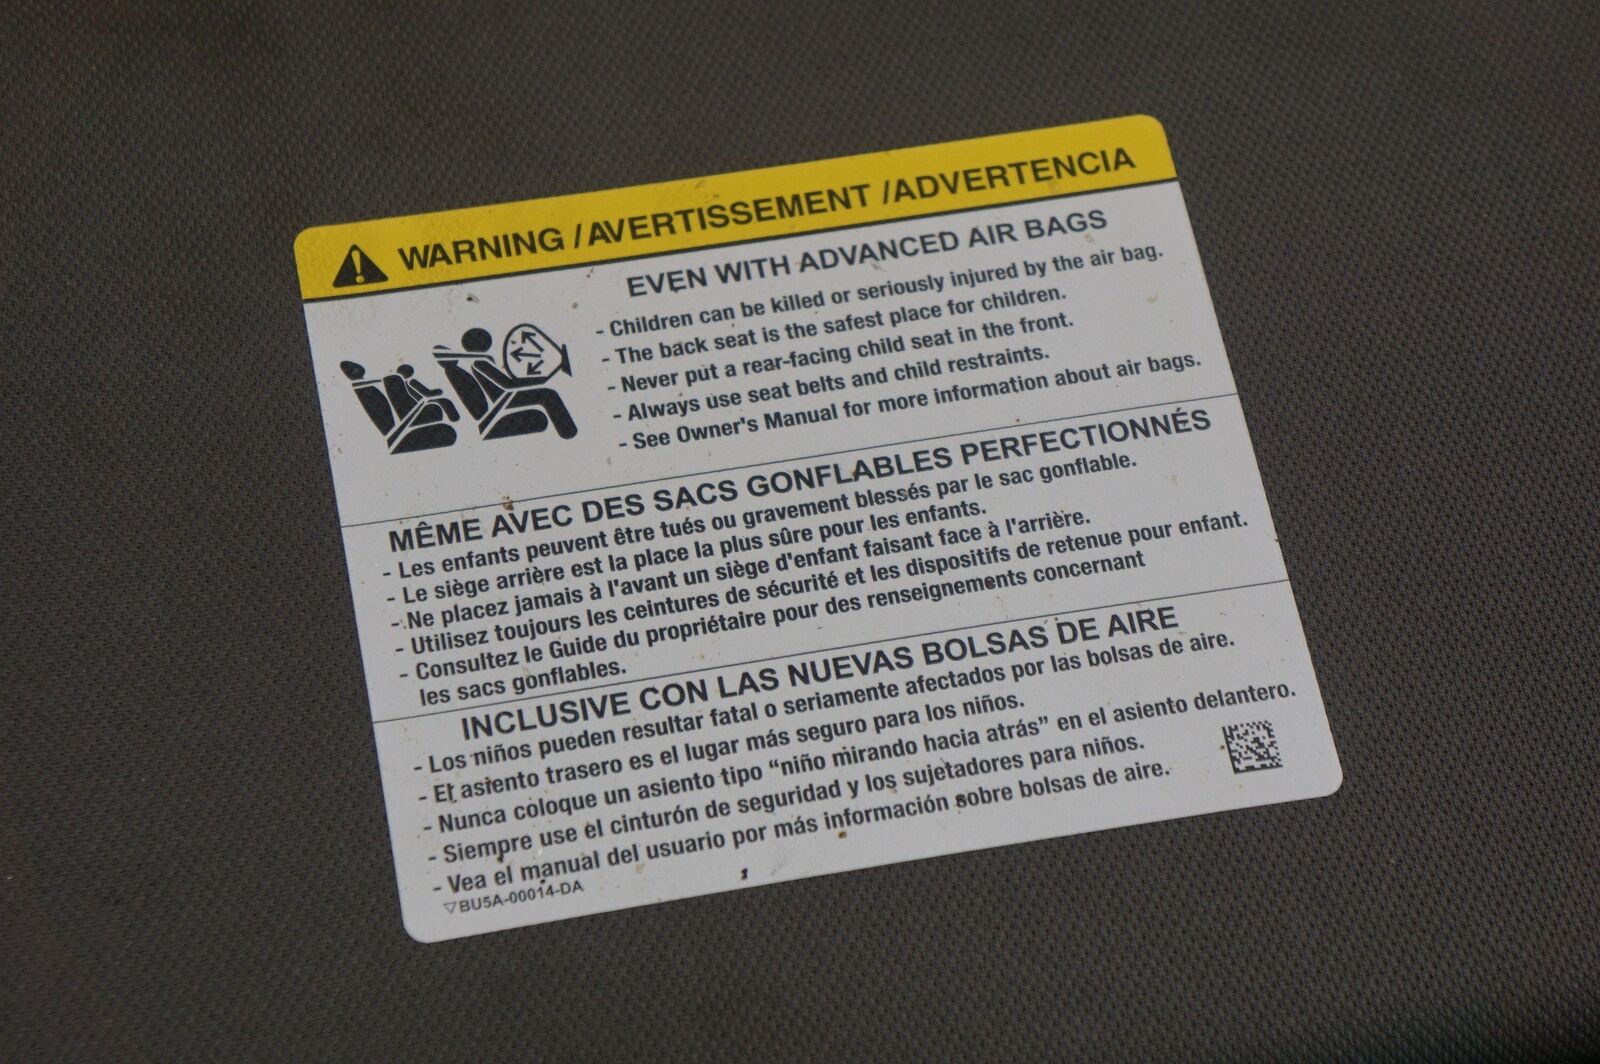 WARNING /AVERTISSEMENT /ADVERTENCIA
EVEN WITH ADVANCED AIR BAGS
- Children can be killed or seriously injured by the air bag.
- The back seat is the safest place for children.
- Never put a rear-facing child seat in the front.
- Always use seat belts and child restraints.
- See Owner's Manual for more information about air bags.
MÊME AVEC DES SACS GONFLABLES PERFECTIONNÉS
- Les enfants peuvent être tués ou gravement blessés par le sac gonflable.
- Le siège arrière est la place la plus sûre pour les enfants.
- Ne placez jamais à l'avant un siège d'enfant faisant face à l'arrière.
- Utilisez toujours les ceintures de sécurité et les dispositifs de retenue pour enfant.
- Consultez le Guide du propriétaire pour des renseignements concernant
les sacs gonflables.
INCLUSIVE CON LAS NUEVAS BOLSAS DE AIRE
- Los niños pueden resultar fatal o seriamente afectados por las bolsas de aire.
- El asiento trasero es el lugar más seguro para los niños.
- Nunca coloque un asiento tipo “niño mirando hacia atrás” en el asiento delantero.
- Siempre use el cinturón de seguridad y los sujetadores para niños.
- Vea el manual del usuario por más información sobre bolsas de aire.
▽BU5A-00014-DA